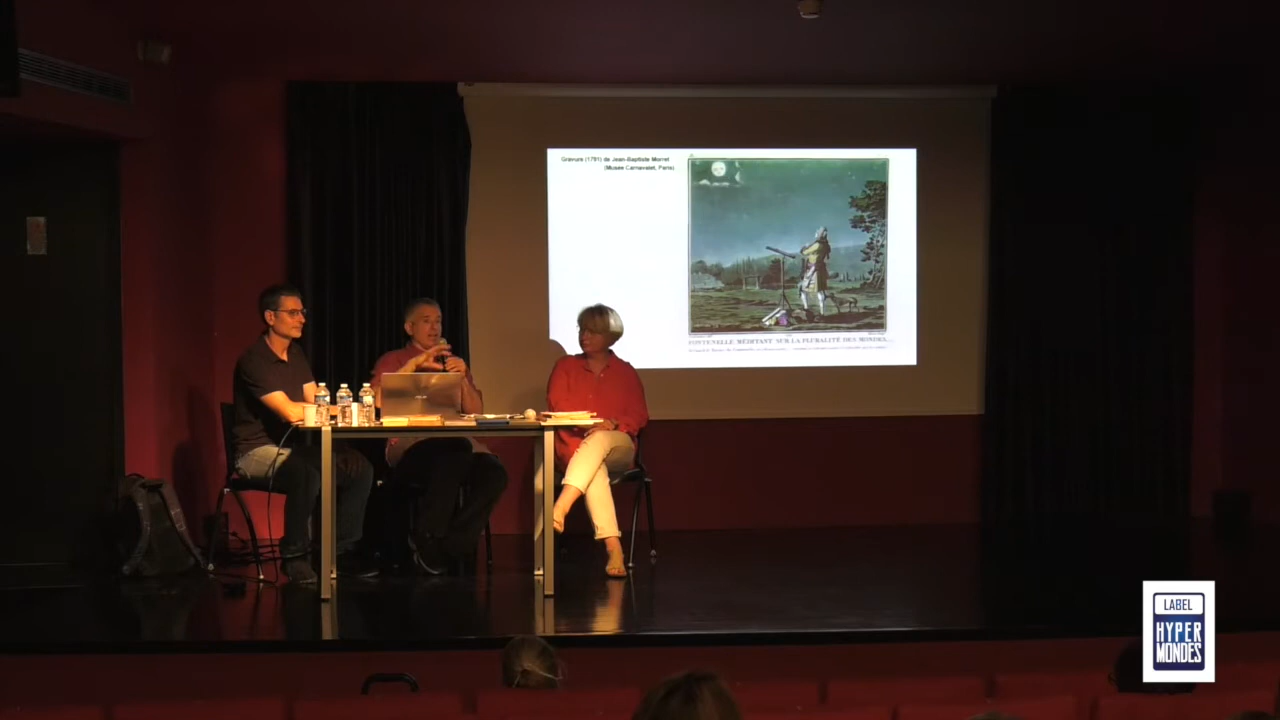 Gravure (1791) de Jean-Baptiste Morret
(Musée Carnavalet, Paris)
FONTENELLE MÉDITANT SUR LA PLURALITÉ DES MONDES...
LABEL
HYPER
MONDES